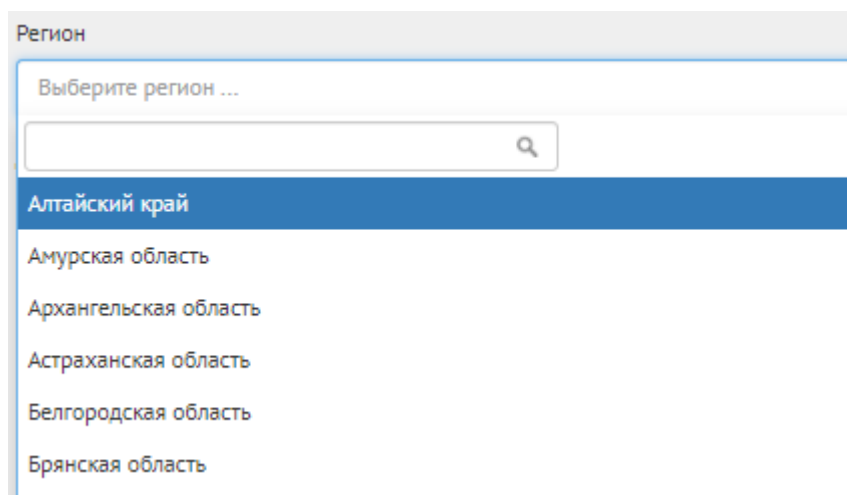 Регион
Выберите регион ...
Алтайский край
Амурская область
Архангельская область
Астраханская область
Белгородская область
Брянская область